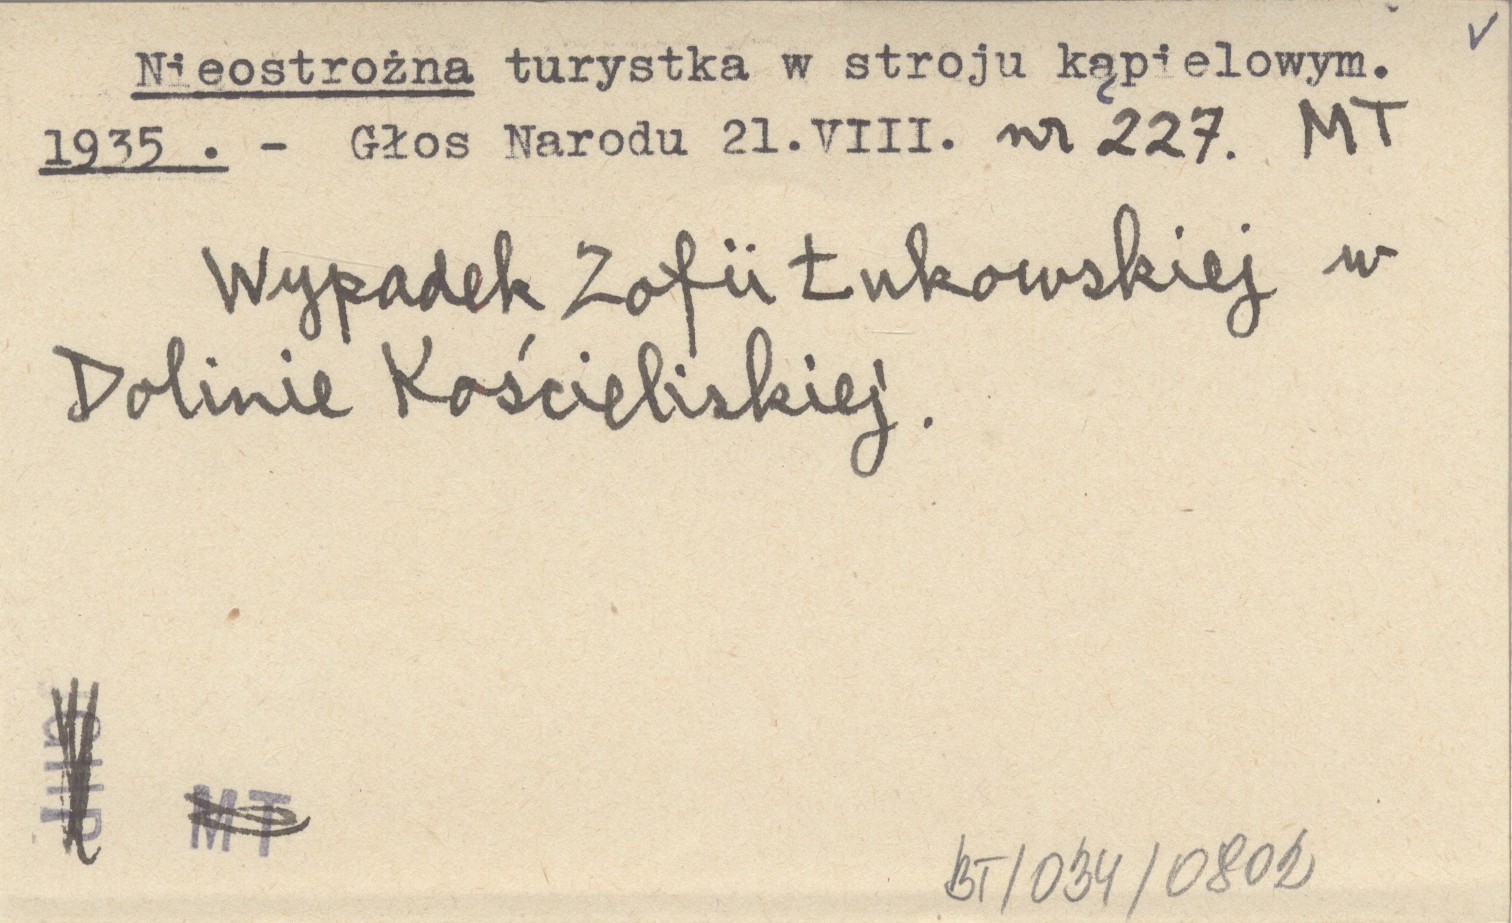 Nieostrożna turystka w stroju kąpielowym.
1935 . - Głos Narodu 21.VIII. nr 227. MT
Wypadek Zofii Łukowskiej w
Dolinie Kościeliskiej.
MT
BT/034/0802